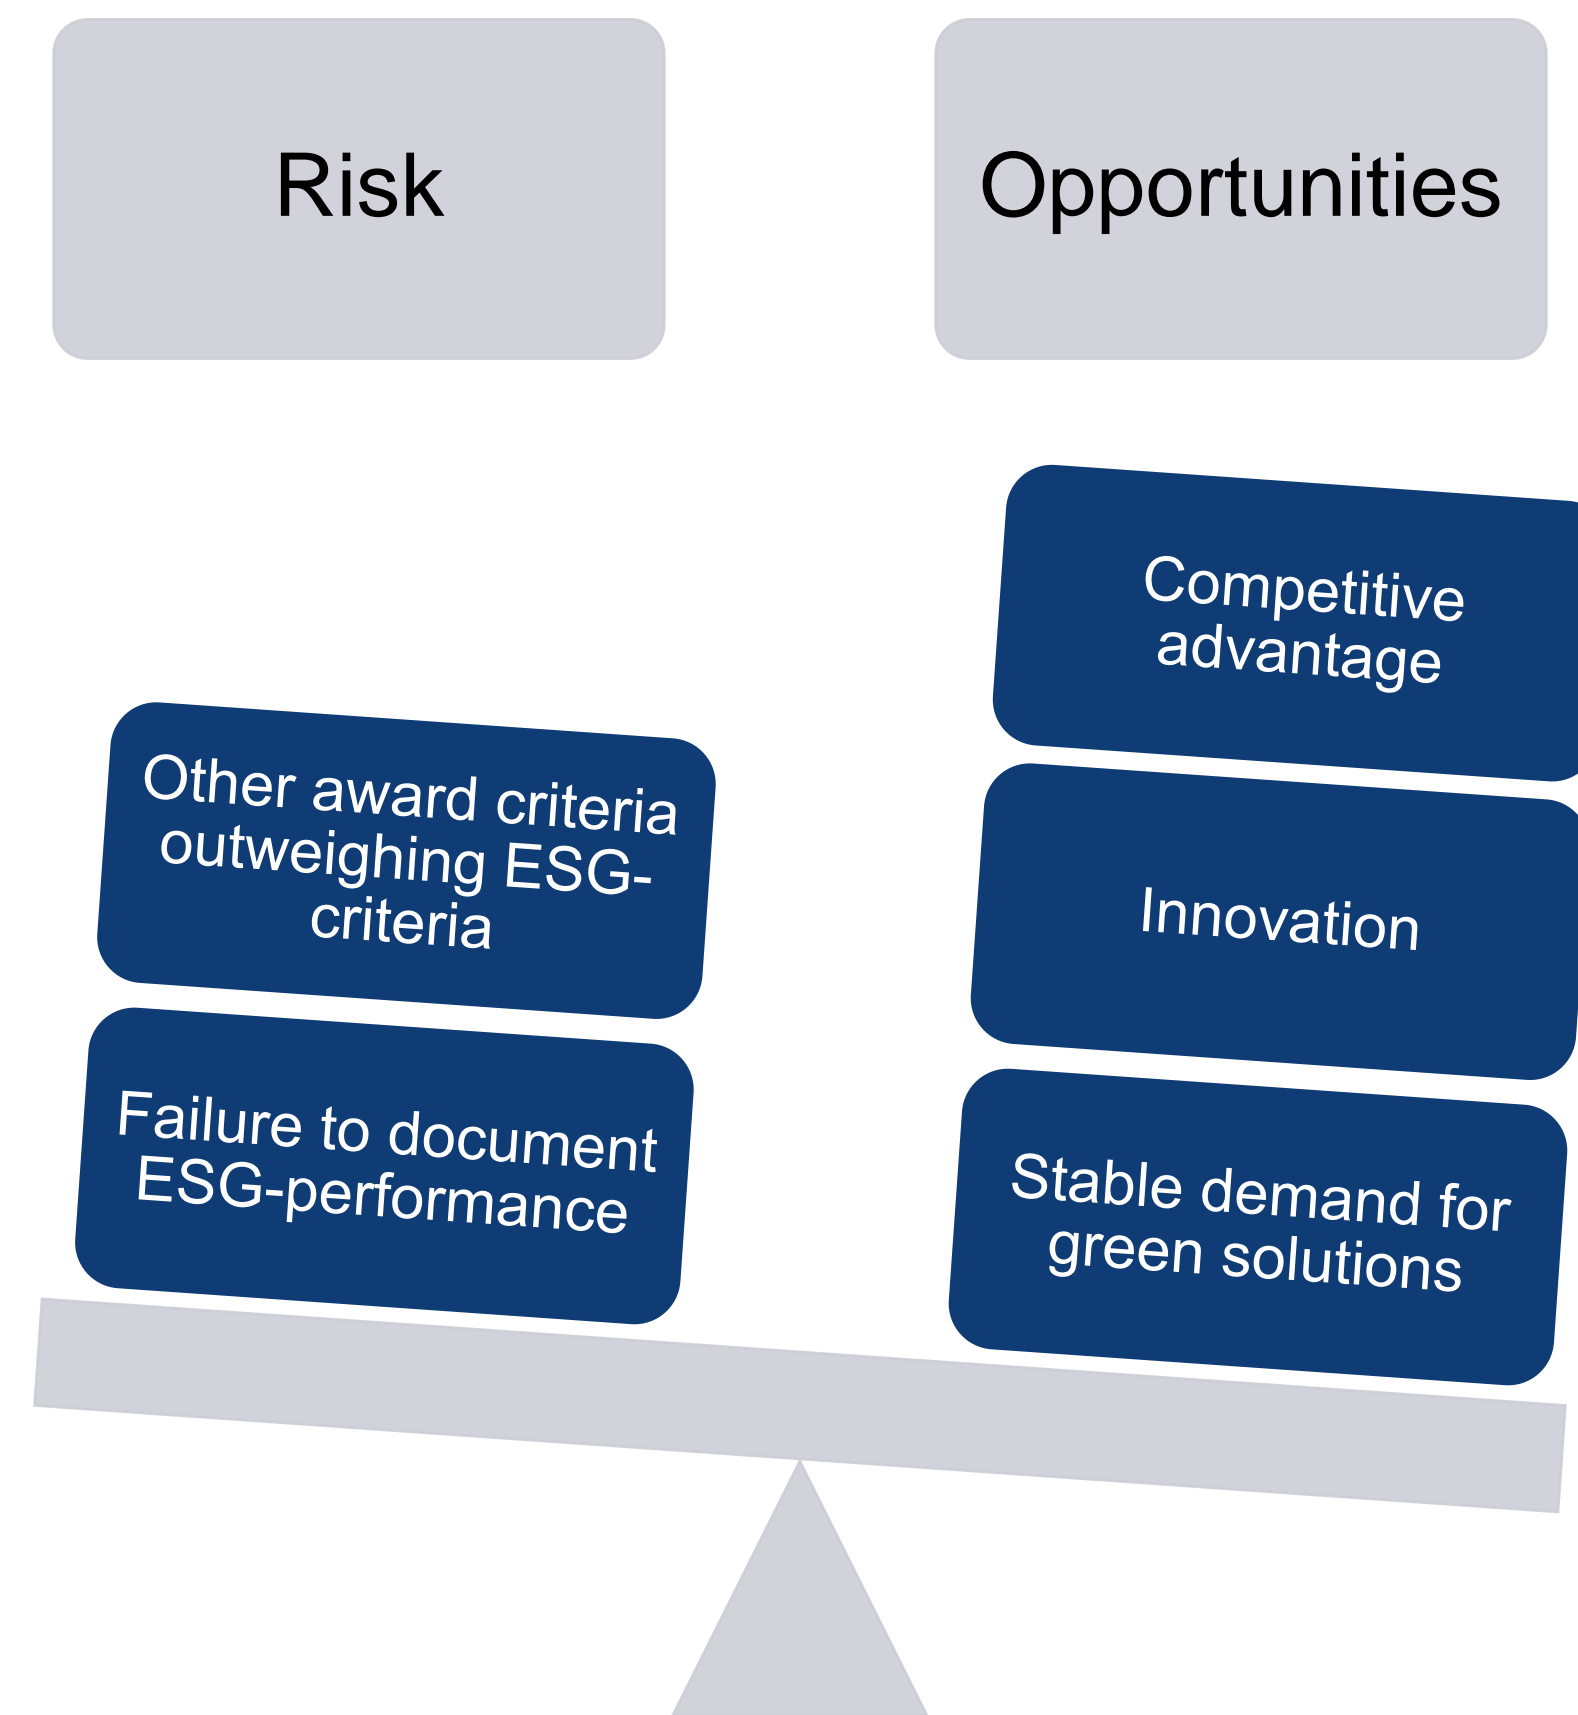 Risk
Opportunities
Other award criteria
outweighing ESG-
criteria
Failure to document
ESG-performance
Competitive
advantage
Innovation
Stable demand for
green solutions